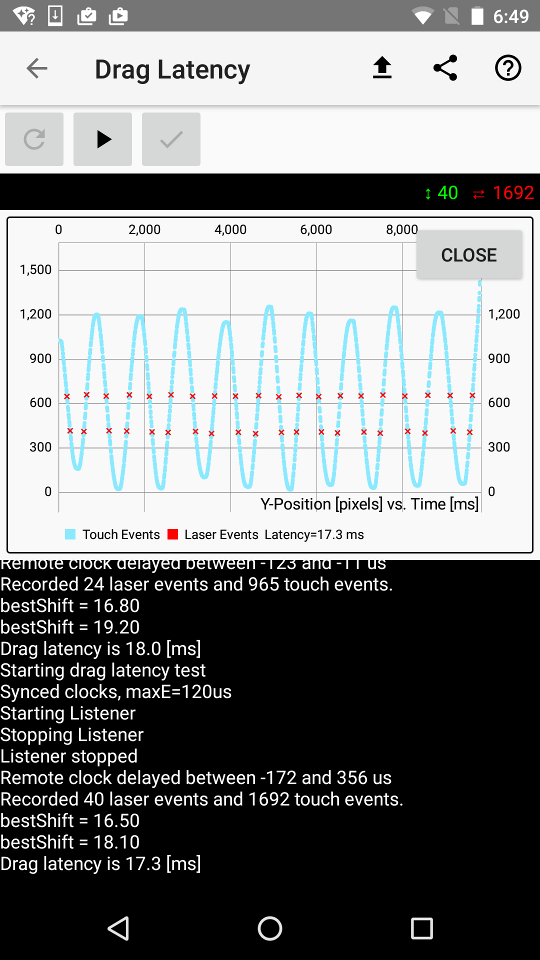 6:49
Drag Latency
↕ 40 ⇄ 1692
0 2,000 4,000 6,000 8,000
CLOSE
1,500
1,200 1,200
900 900
600 600
300 300
0 0
Y-Position [pixels] vs. Time [ms]
Touch Events Laser Events Latency=17.3 ms
Remote clock delayed between -123 and -11 us
Recorded 24 laser events and 965 touch events.
bestShift = 16.80
bestShift = 19.20
Drag latency is 18.0 [ms]
Starting drag latency test
Synced clocks, maxE=120us
Starting Listener
Stopping Listener
Listener stopped
Remote clock delayed between -172 and 356 us
Recorded 40 laser events and 1692 touch events.
bestShift = 16.50
bestShift = 18.10
Drag latency is 17.3 [ms]